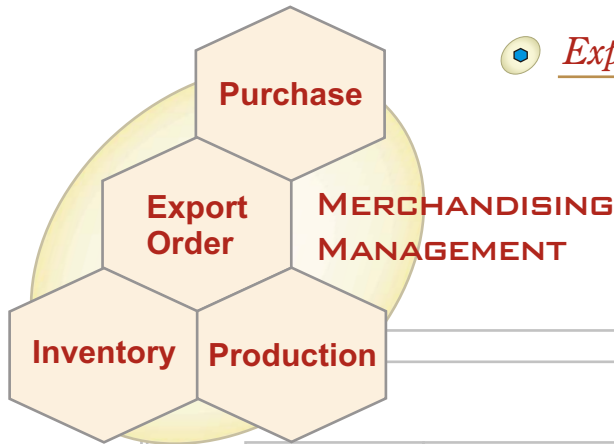 Purchase
Export
Order
MERCHANDISING
MANAGEMENT
Inventory
Production